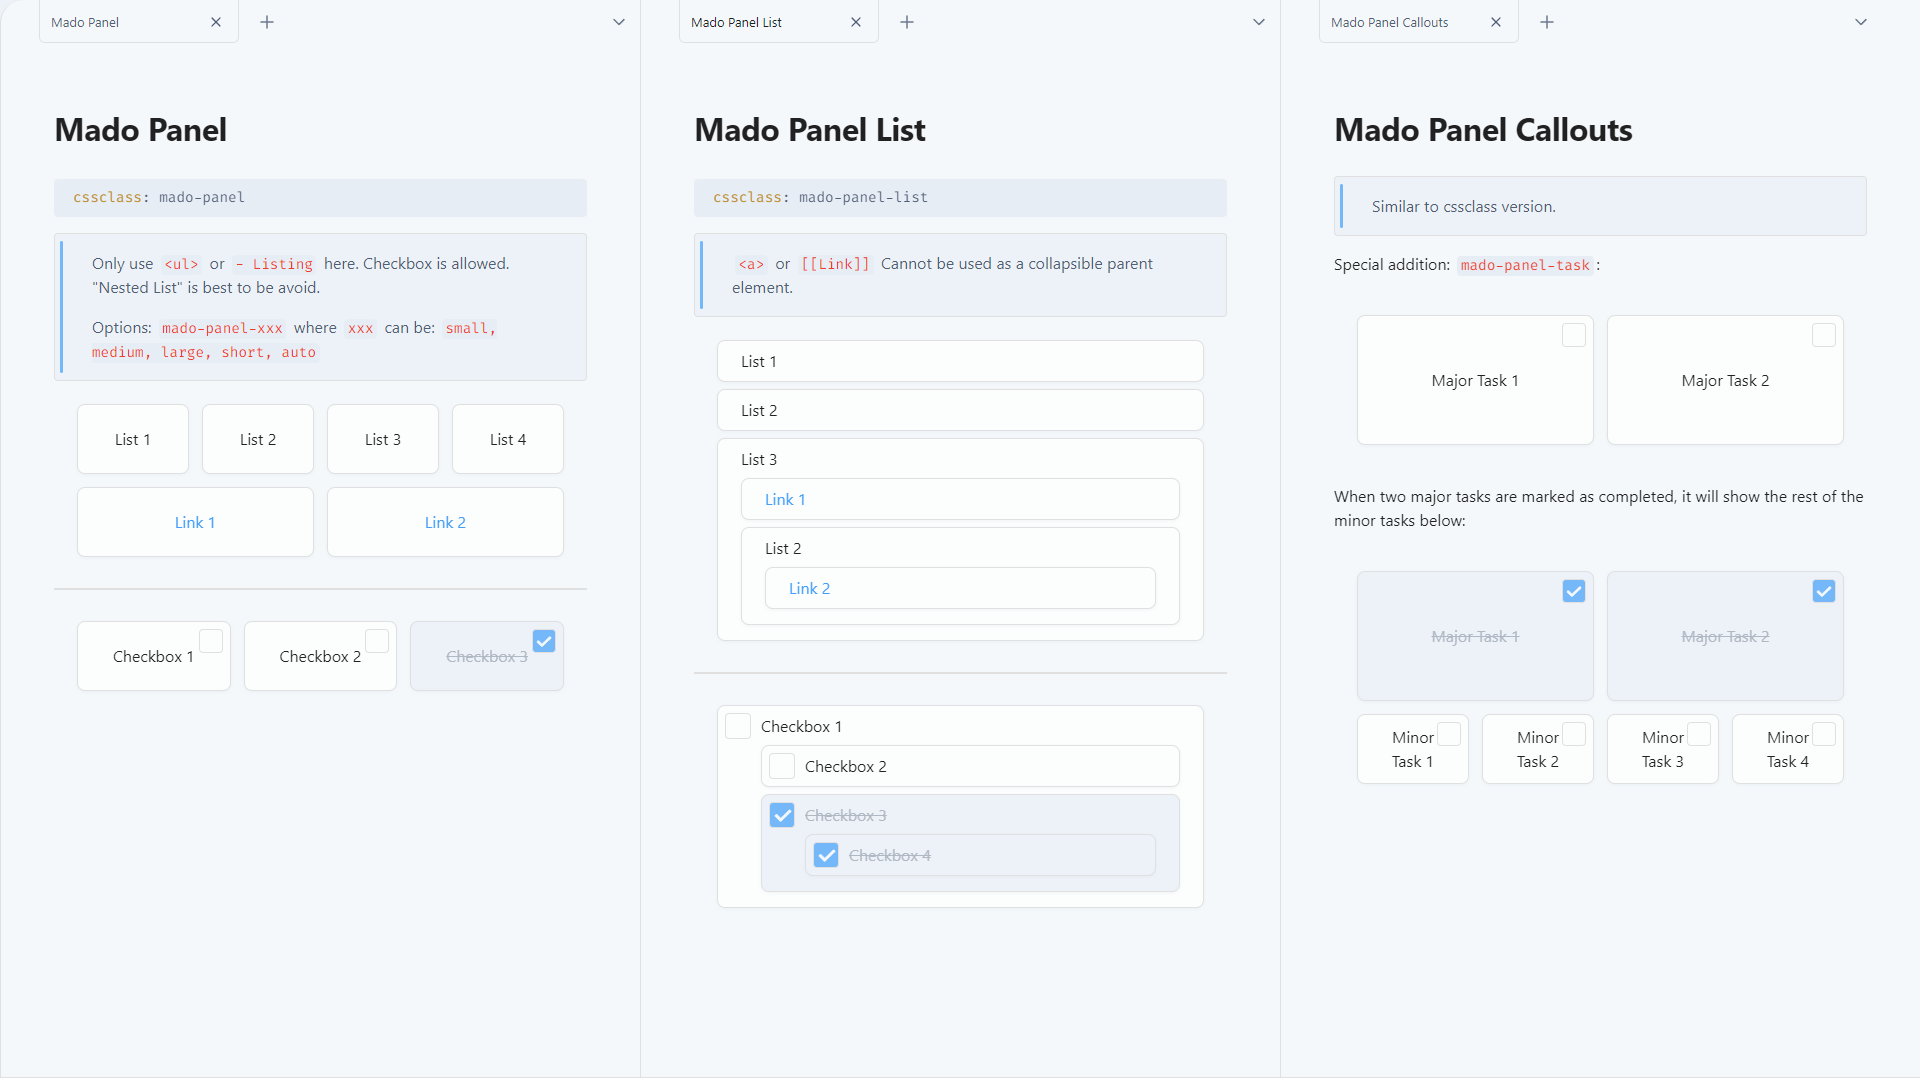 Mado Panel
Mado Panel
cssclass: mado-panel
Only use <ul> or - Listing here. Checkbox is allowed.
"Nested List" is best to be avoid.
Options: mado-panel-xxx where xxx can be: small,
medium, large, short, auto
List 1
List 2
List 3
List 4
Link 1
Link 2
Checkbox 1
Checkbox 2
Checkbox 3
Mado Panel List
Mado Panel List
cssclass: mado-panel-list
<a> or [[Link]] Cannot be used as a collapsible parent
element.
List 1
List 2
List 3
Link 1
List 2
Link 2
Checkbox 1
Checkbox 2
Checkbox 3
Checkbox 4
Mado Panel Callouts
Mado Panel Callouts
Similar to cssclass version.
Special addition: mado-panel-task:
Major Task 1
Major Task 2
When two major tasks are marked as completed, it will show the rest of the
minor tasks below:
Major Task 1
Major Task 2
Minor
Task 1
Minor
Task 2
Minor
Task 3
Minor
Task 4